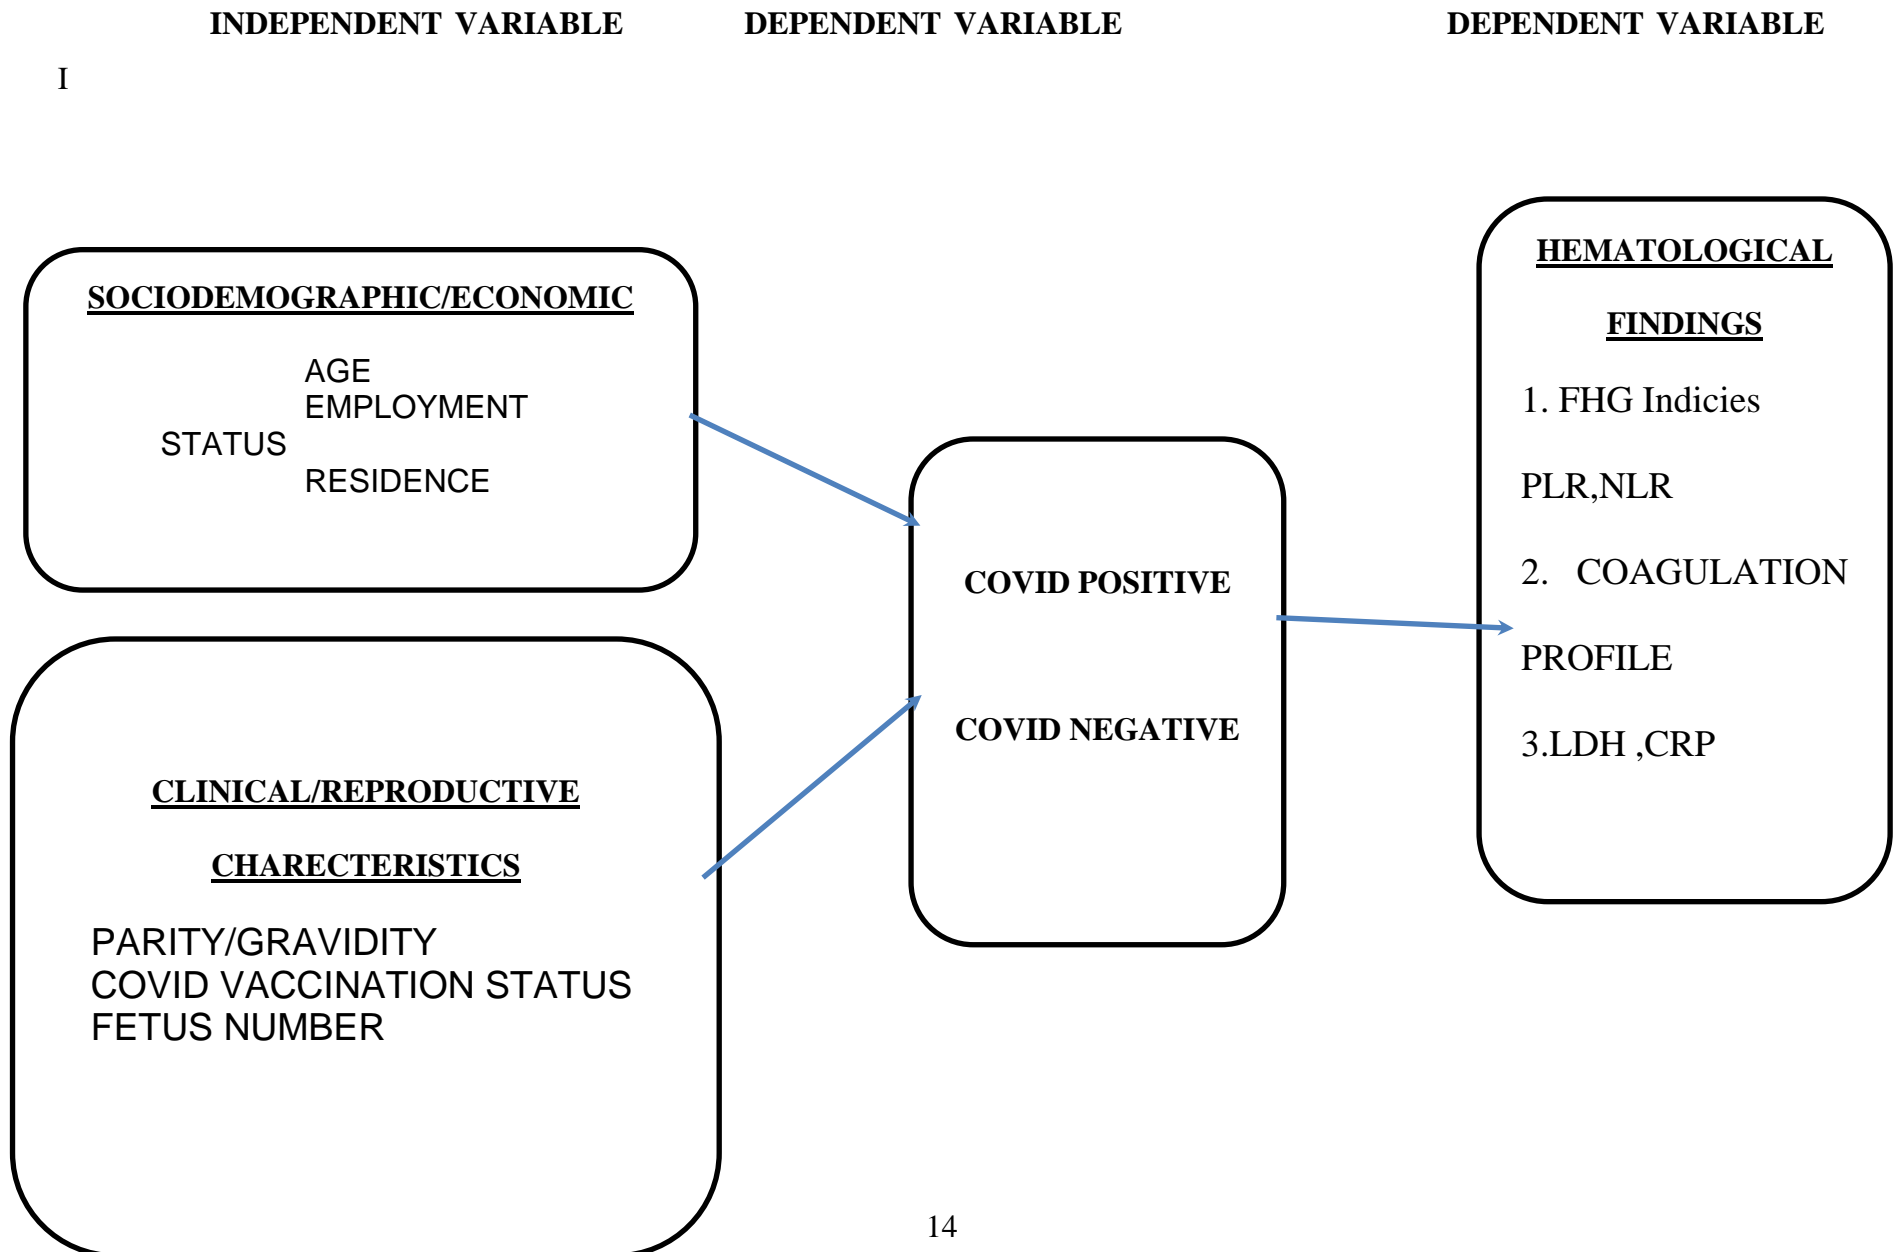 INDEPENDENT VARIABLE DEPENDENT VARIABLE DEPENDENT VARIABLE
I
SOCIODEMOGRAPHIC/ECONOMIC
AGE
EMPLOYMENT
STATUS
RESIDENCE
CLINICAL/REPRODUCTIVE
CHARECTERISTICS
PARITY/GRAVIDITY
COVID VACCINATION STATUS
FETUS NUMBER
COVID POSITIVE
COVID NEGATIVE
HEMATOLOGICAL
FINDINGS
1. FHG Indicies
PLR,NLR
2. COAGULATION
PROFILE
3.LDH ,CRP
14